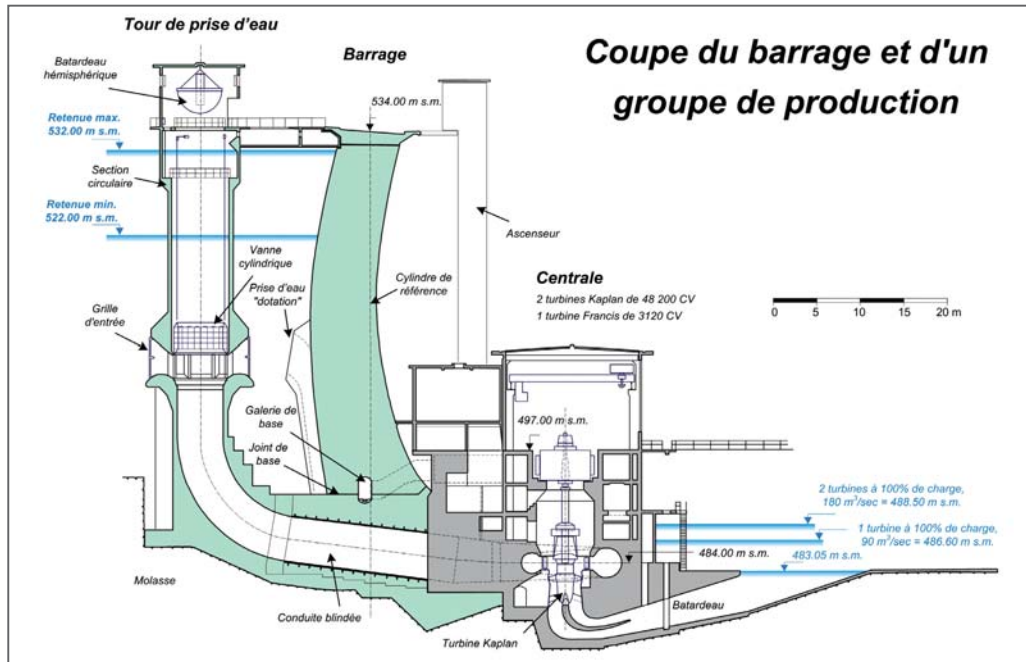 Tour de prise d'eau
Batardeau
hémisphérique
Barrage
Coupe du barrage et d'un
groupe de production
534.00 m s.m.
Retenue max.
532.00 m s.m.
Section
circulaire
Retenue min.
522.00 m s.m.
Ascenseur
Vanne
cylindrique
Prise d'eau
"dotation"
Cylindre de
référence
Centrale
2 turbines Kaplan de 48 200 CV
1 turbine Francis de 3120 CV
0 5 10 15 20 m
Grille
d'entrée
Galerie de
base
Joint de
base
497.00 m s.m.
2 turbines à 100% de charge,
180 m³/sec = 488.50 m s.m.
1 turbine à 100% de charge,
90 m³/sec = 486.60 m s.m.
484.00 m s.m.
483.05 m s.m.
Molasse
Conduite blindée
Turbine Kaplan
Batardeau